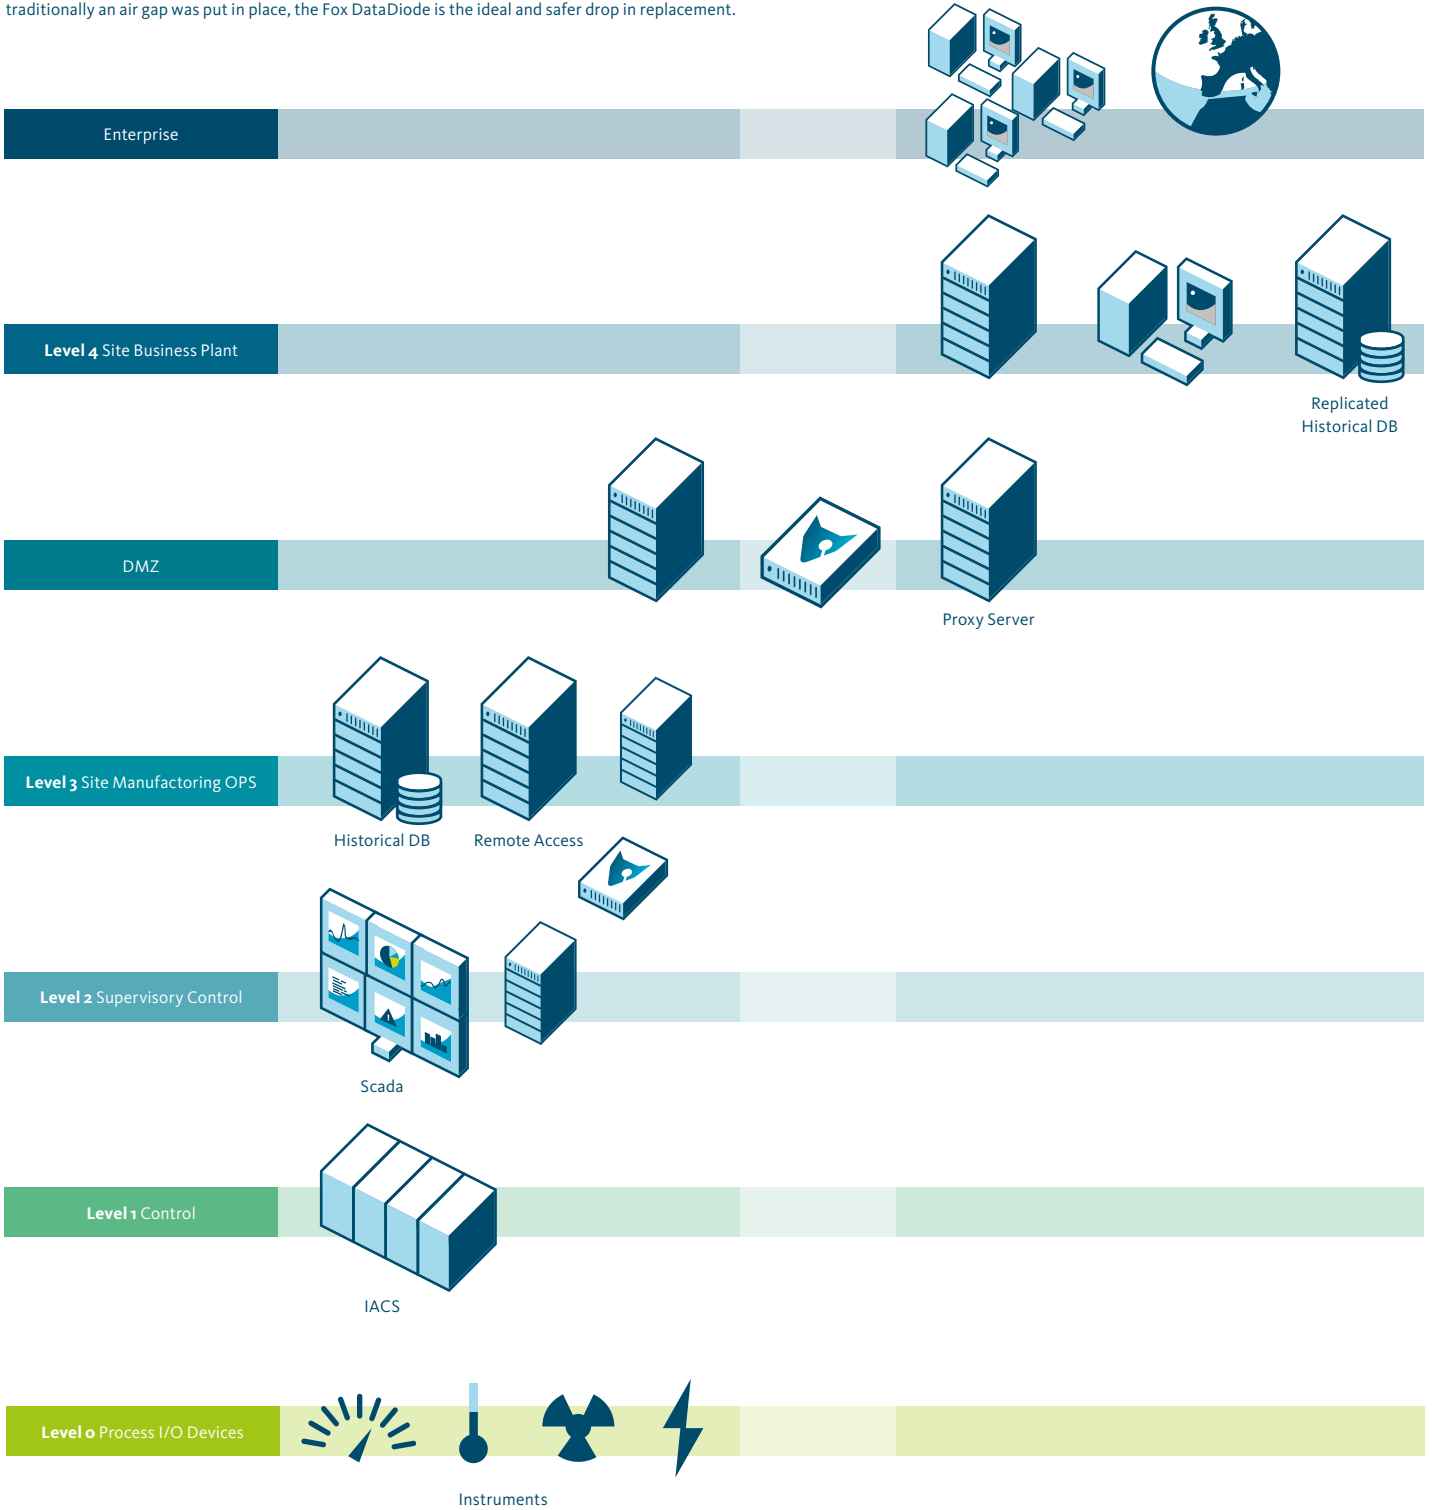 traditionally an air gap was put in place, the Fox DataDiode is the ideal and safer drop in replacement.
Enterprise
Level 4 Site Business Plant
Replicated
Historical DB
DMZ
Proxy Server
Level 3 Site Manufactoring OPS
Historical DB
Remote Access
Level 2 Supervisory Control
Scada
Level 1 Control
IACS
Level 0 Process I/O Devices
Instruments